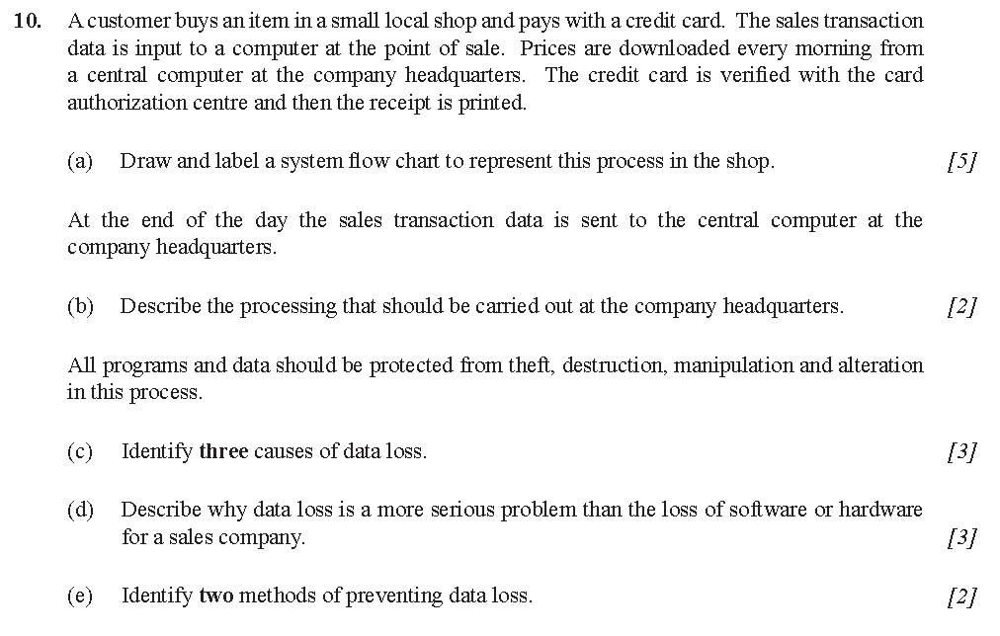 10. A customer buys an item in a small local shop and pays with a credit card. The sales transaction
data is input to a computer at the point of sale. Prices are downloaded every morning from
a central computer at the company headquarters. The credit card is verified with the card
authorization centre and then the receipt is printed.
(a) Draw and label a system flow chart to represent this process in the shop. [5]
At the end of the day the sales transaction data is sent to the central computer at the
company headquarters.
(b) Describe the processing that should be carried out at the company headquarters. [2]
All programs and data should be protected from theft, destruction, manipulation and alteration
in this process.
(c) Identify three causes of data loss. [3]
(d) Describe why data loss is a more serious problem than the loss of software or hardware
for a sales company. [3]
(e) Identify two methods of preventing data loss. [2]